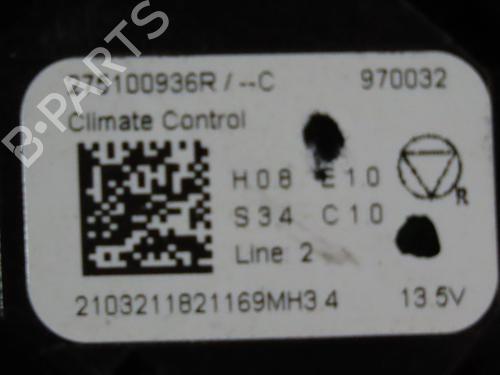 275100936R / --C 970032
Climate Control
H08 E10
S34 C10
R
Line 2
2103211821169MH3.4 13.5V
B-PARTS